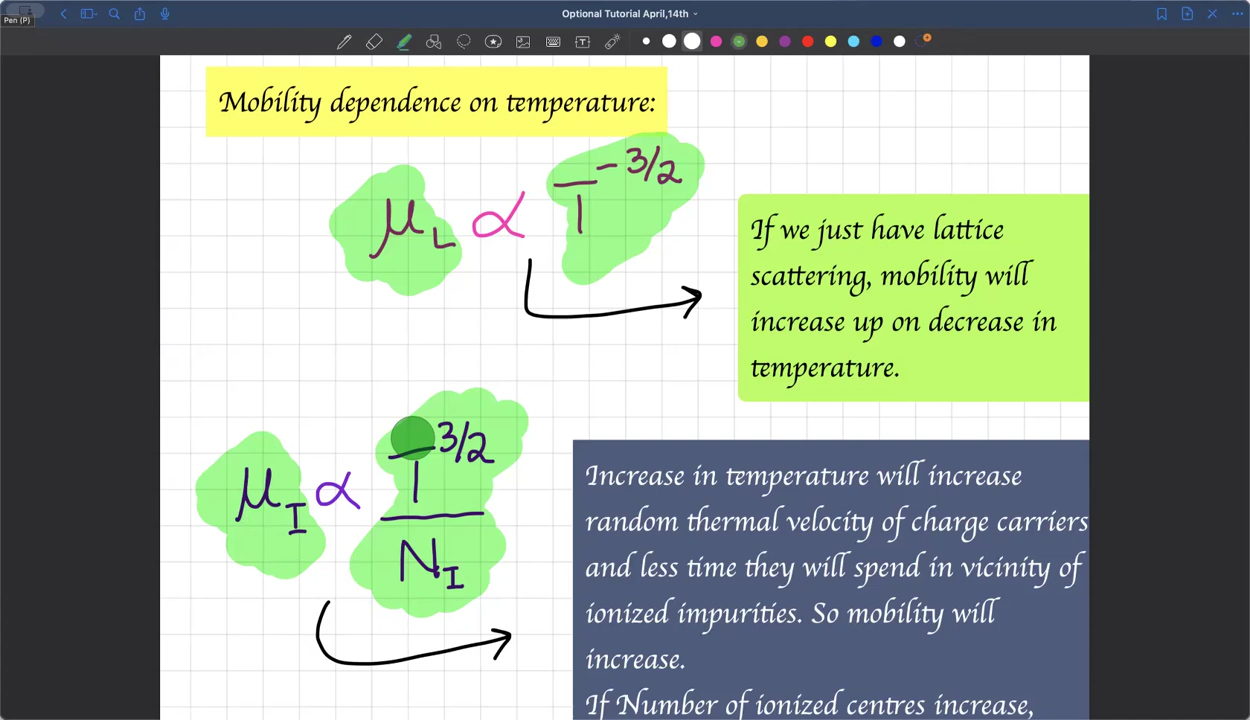 Optional Tutorial April,14th
Pen (P)
Mobility dependence on temperature:
μL ∝ T^-3/2
If we just have lattice
scattering, mobility will
increase up on decrease in
temperature.
μI ∝ T^3/2 / NI
Increase in temperature will increase
random thermal velocity of charge carriers
and less time they will spend in vicinity of
ionized impurities. So mobility will
increase.
If Number of ionized centres increase,